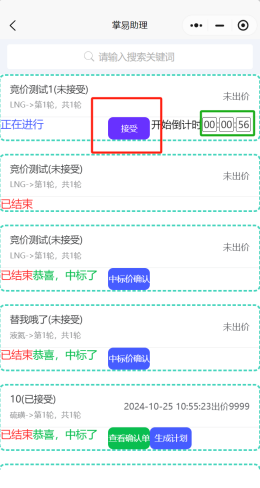 掌易助理
请输入搜索关键词
竞价测试1(未接受)
未出价
LNG->第1轮，共1轮
正在进行 接受 开始倒计时00:00:56
竞价测试(未接受)
未出价
LNG->第1轮，共1轮
已结束
竞价测试(未接受)
未出价
LNG->第1轮，共1轮
已结束恭喜，中标了 中标价确认
替我哦了(未接受)
未出价
液氮->第1轮，共1轮
已结束恭喜，中标了 中标价确认
10(已接受)
2024-10-25 10:55:23出价9999
硫磺->第1轮，共1轮
已结束恭喜，中标了 查看确认单 生成计划